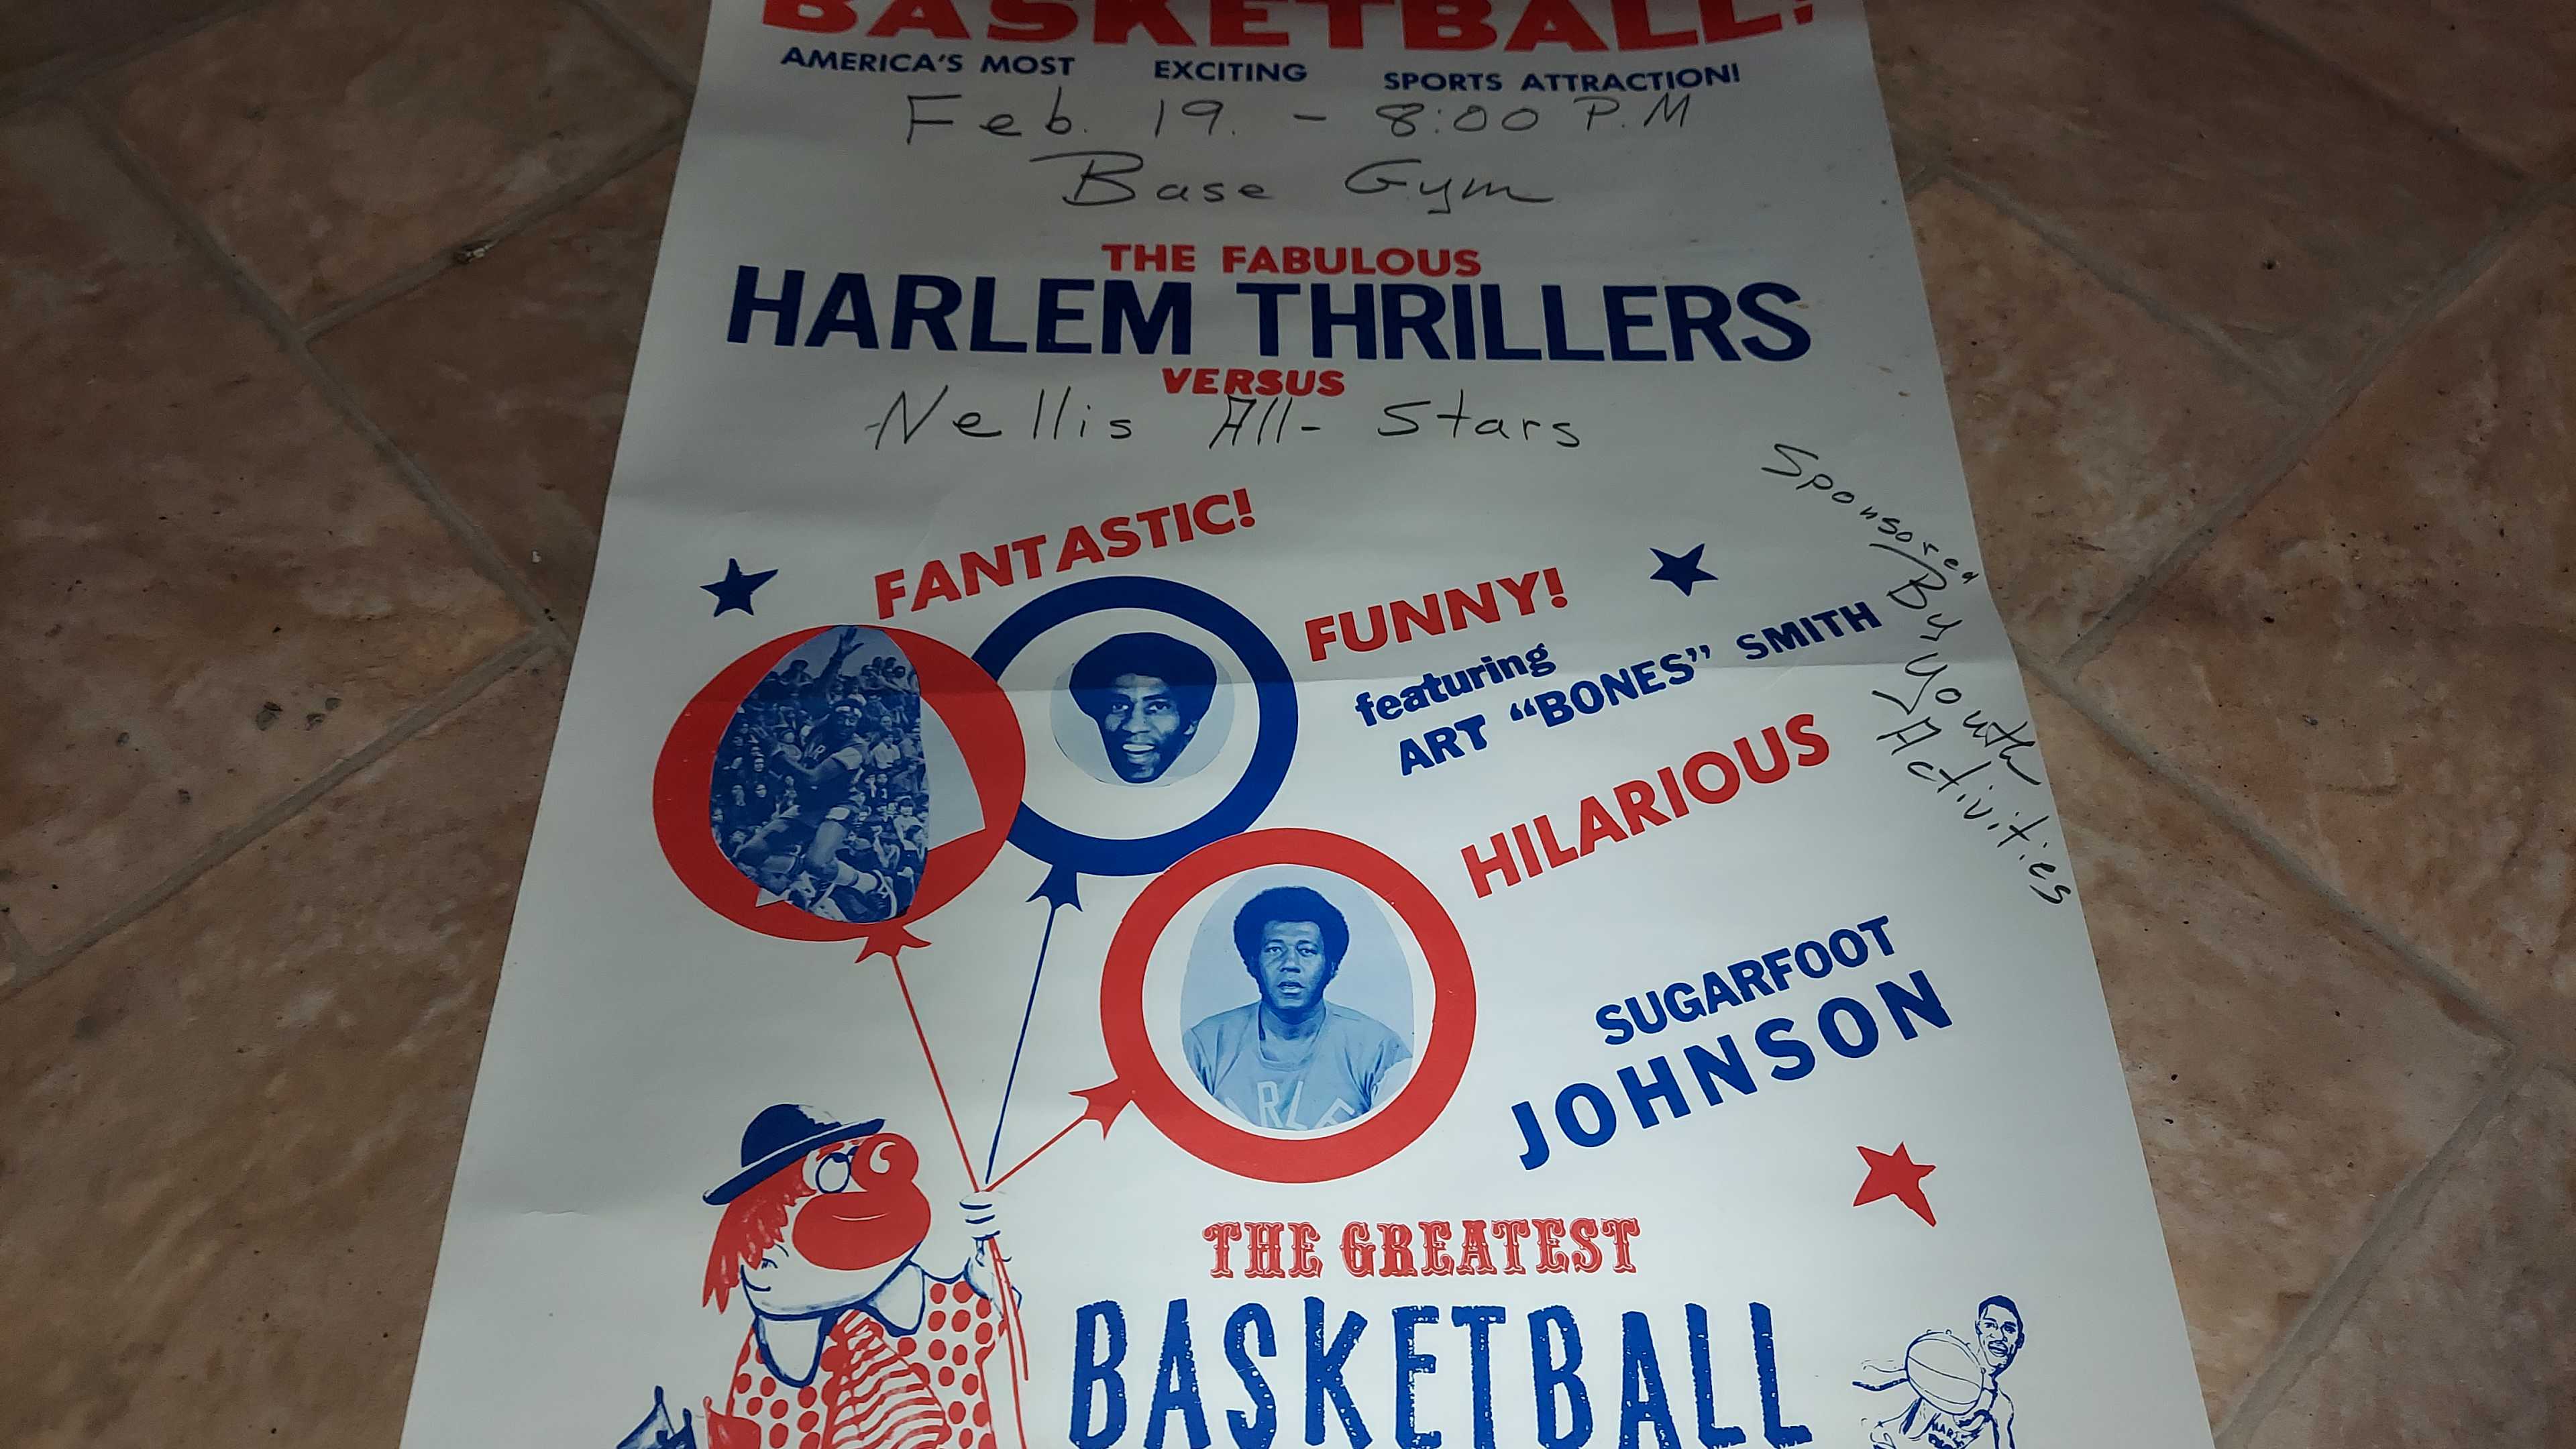 BASKETBALL!
AMERICA'S MOST EXCITING SPORTS ATTRACTION!
Feb. 19. - 8:00 P.M
Base Gym
THE FABULOUS
HARLEM THRILLERS
VERSUS
Nellis All-Stars
Sponsored
By Youth
Activities
FANTASTIC!
FUNNY!
featuring
ART "BONES" SMITH
HILARIOUS
SUGARFOOT
JOHNSON
RLE
THE GREATEST
BASKETBALL